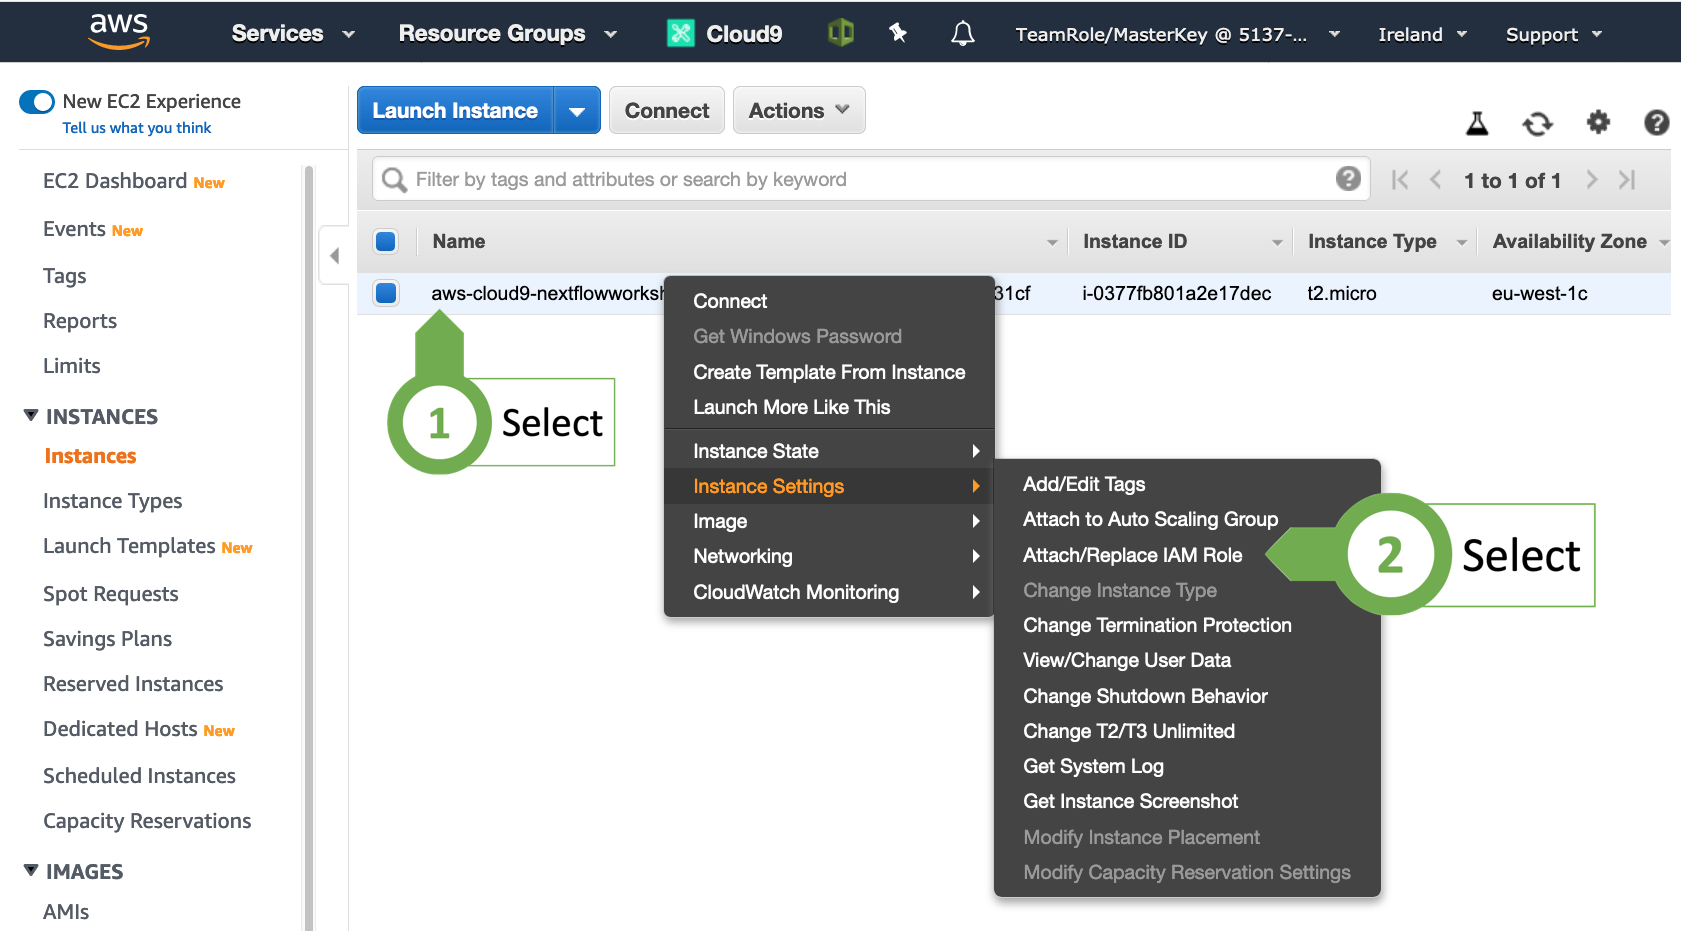 aws
Services
Resource Groups
Cloud9
TeamRole/MasterKey @ 5137-...
Ireland
Support
New EC2 Experience
Tell us what you think
Launch Instance
Connect
Actions
Filter by tags and attributes or search by keyword
1 to 1 of 1
Name
Instance ID
Instance Type
Availability Zone
aws-cloud9-nextflowworksh
31cf
i-0377fb801a2e17dec
t2.micro
eu-west-1c
EC2 Dashboard New
Events New
Tags
Reports
Limits
INSTANCES
Instances
Instance Types
Launch Templates New
Spot Requests
Savings Plans
Reserved Instances
Dedicated Hosts New
Scheduled Instances
Capacity Reservations
IMAGES
AMIs
1 Select
Connect
Get Windows Password
Create Template From Instance
Launch More Like This
Instance State
Instance Settings
Image
Networking
CloudWatch Monitoring
Add/Edit Tags
Attach to Auto Scaling Group
Attach/Replace IAM Role
Change Instance Type
Change Termination Protection
View/Change User Data
Change Shutdown Behavior
Change T2/T3 Unlimited
Get System Log
Get Instance Screenshot
Modify Instance Placement
Modify Capacity Reservation Settings
2 Select